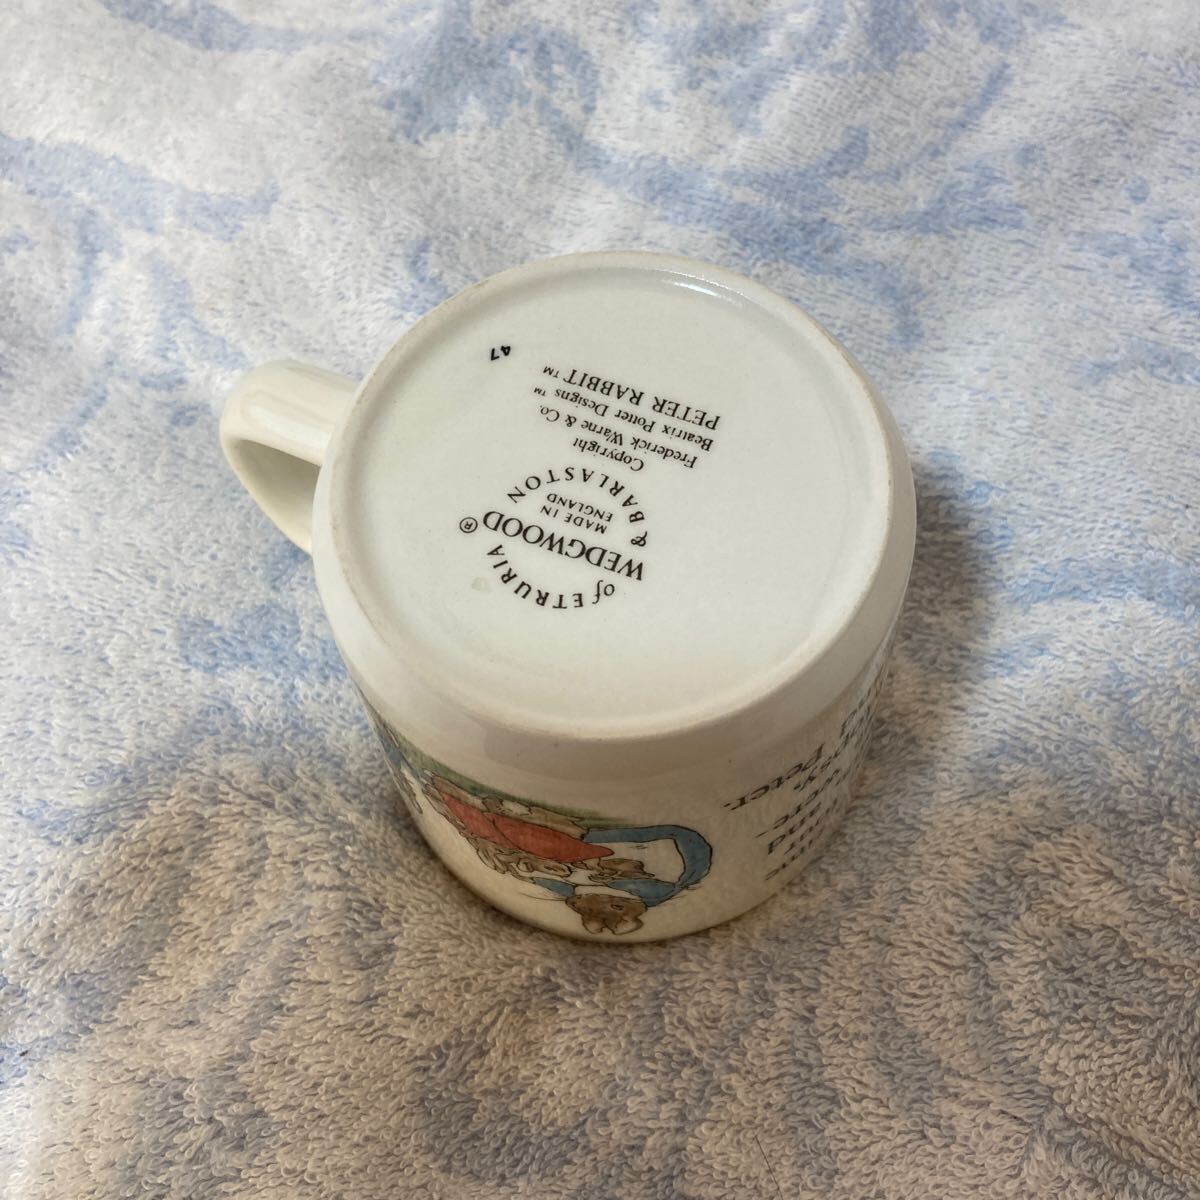 of ETRURIA
WEDGWOOD®
MADE IN
ENGLAND
& BARLASTON
Copyright
Frederick Warne & Co.
Beatrix Potter Designs ™
PETER RABBIT ™
47
Peter.